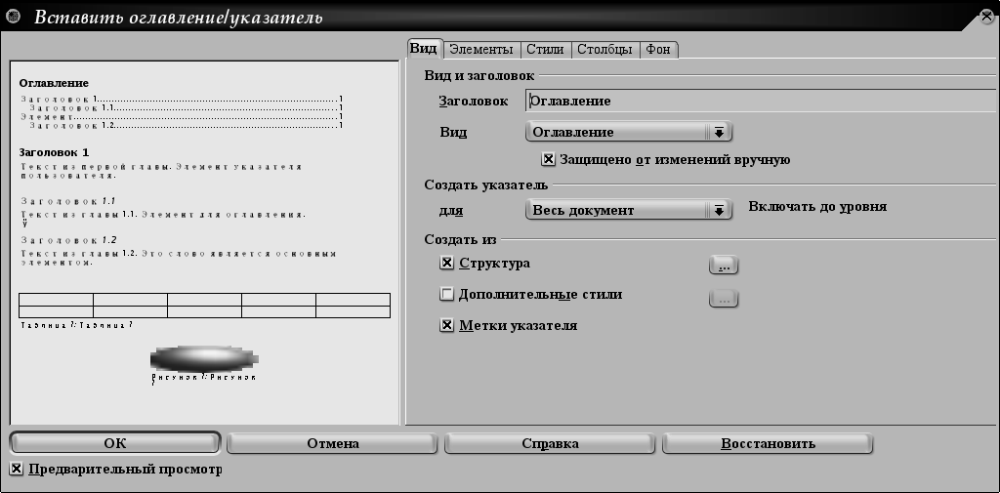 Вставить оглавление/указатель
Вид Элементы Стили Столбцы Фон
Оглавление
Заголовок 1..................................................................1
Заголовок 1.1..................................................................1
Элемент..................................................................1
Заголовок 1.2..................................................................1
Заголовок 1
Текст из первой главы. Элемент указателя
пользователя.
Заголовок 1.1
Текст из главы 1.1. Элемент для оглавления.
Заголовок 1.2
Текст из главы 1.2. Это слово является основным
элементом.
Таблица 1: Таблица 1
Рисунок 1: Рисунок
1
Вид и заголовок
Заголовок Оглавление
Вид Оглавление
Защищено от изменений вручную
Создать указатель
для Весь документ Включать до уровня
Создать из
Структура ...
Дополнительные стили ...
Метки указателя
OK Отмена Справка Восстановить
Предварительный просмотр